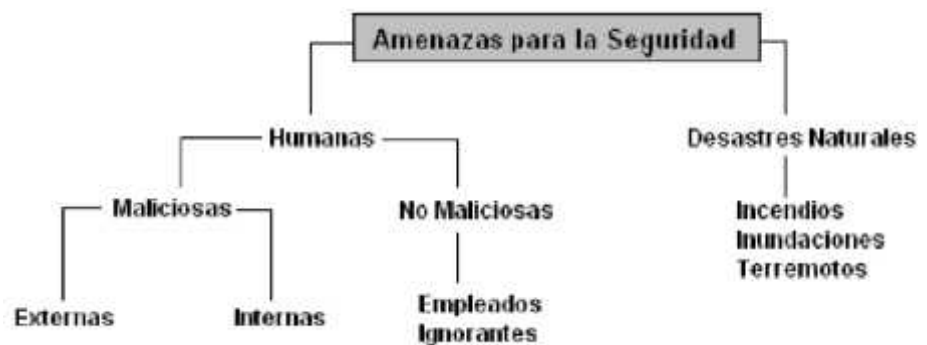 Amenazas para la Seguridad
Humanas
Desastres Naturales
Maliciosas
No Maliciosas
Incendios
Inundaciones
Terremotos
Externas
Internas
Empleados
Ignorantes